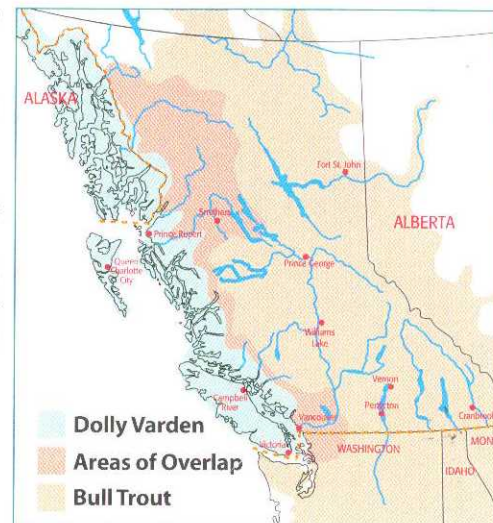 ALASKA
Fort St. John
ALBERTA
Smithers
Prince Rupert
Queen
Charlotte
City
Prince George
Williams
Lake
Campbell
River
Vernon
Penticton
Cranbrook
Vancouver
Victoria
WASHINGTON
MON
IDAHO
Dolly Varden
Areas of Overlap
Bull Trout